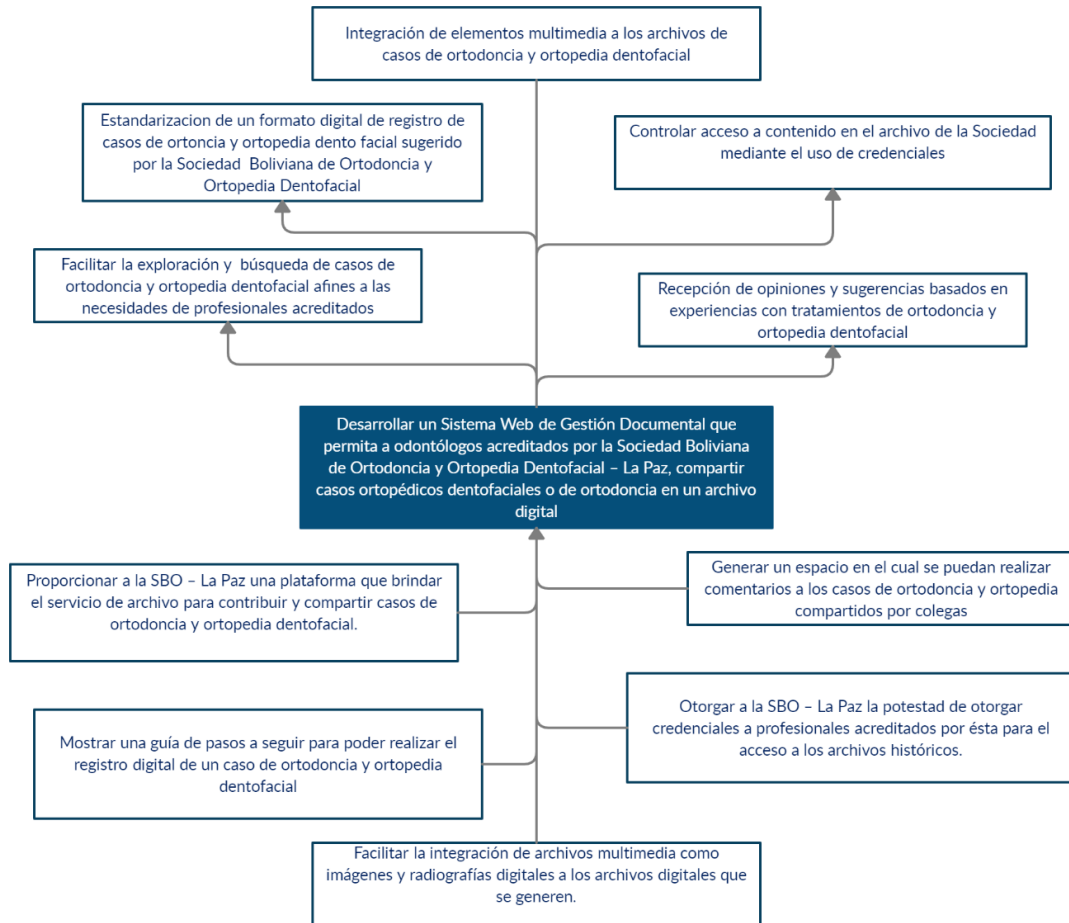 Integración de elementos multimedia a los archivos de
casos de ortodoncia y ortopedia dentofacial
Estandarizacion de un formato digital de registro de
casos de ortoncia y ortopedia dento facial sugerido
por la Sociedad Boliviana de Ortodoncia y
Ortopedia Dentofacial
Controlar acceso a contenido en el archivo de la Sociedad
mediante el uso de credenciales
Facilitar la exploración y búsqueda de casos de
ortodoncia y ortopedia dentofacial afines a las
necesidades de profesionales acreditados
Recepción de opiniones y sugerencias basados en
experiencias con tratamientos de ortodoncia y
ortopedia dentofacial
Desarrollar un Sistema Web de Gestión Documental que
permita a odontólogos acreditados por la Sociedad Boliviana
de Ortodoncia y Ortopedia Dentofacial – La Paz, compartir
casos ortopédicos dentofaciales o de ortodoncia en un archivo
digital
Proporcionar a la SBO – La Paz una plataforma que brindar
el servicio de archivo para contribuir y compartir casos de
ortodoncia y ortopedia dentofacial.
Generar un espacio en el cual se puedan realizar
comentarios a los casos de ortodoncia y ortopedia
compartidos por colegas
Otorgar a la SBO – La Paz la potestad de otorgar
credenciales a profesionales acreditados por ésta para el
acceso a los archivos históricos.
Mostrar una guía de pasos a seguir para poder realizar el
registro digital de un caso de ortodoncia y ortopedia
dentofacial
Facilitar la integración de archivos multimedia como
imágenes y radiografías digitales a los archivos digitales que
se generen.